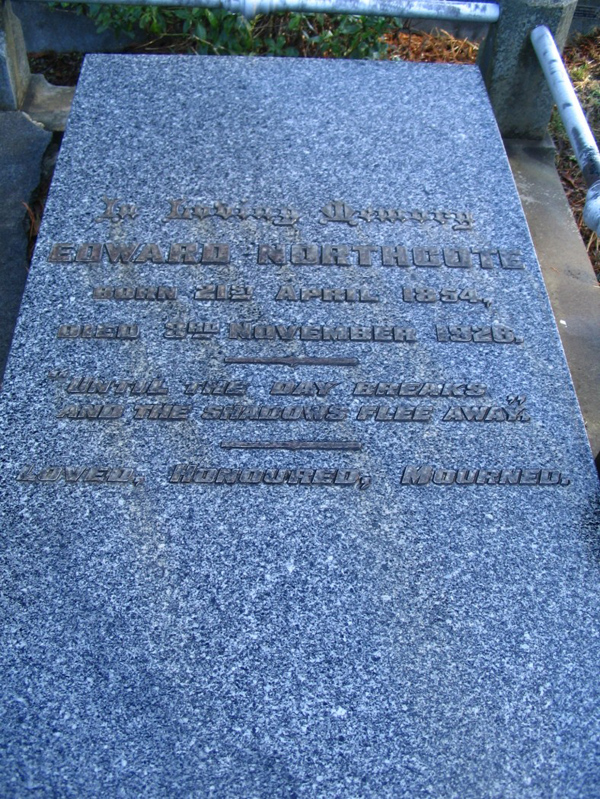 In Loving Memory
EDWARD NORTHCOTE
BORN 21ST APRIL 1854,
DIED 3RD NOVEMBER 1926.
"UNTIL THE DAY BREAKS
AND THE SHADOWS FLEE AWAY."
LOVED, HONOURED, MOURNED.